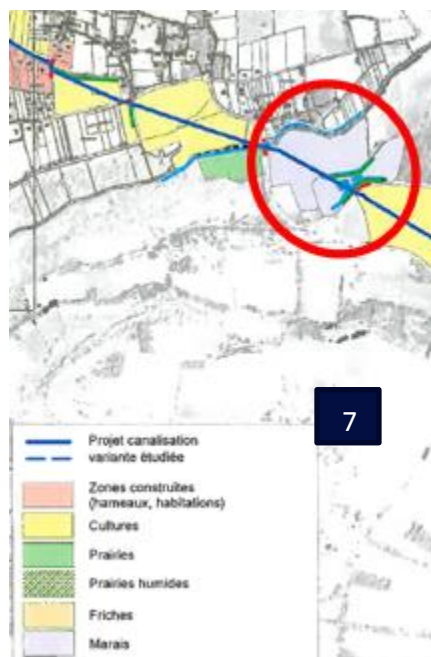 7
Projet canalisation
variante étudiée
Zones construites
(hameaux, habitations)
Cultures
Prairies
Prairies humides
Friches
Marais